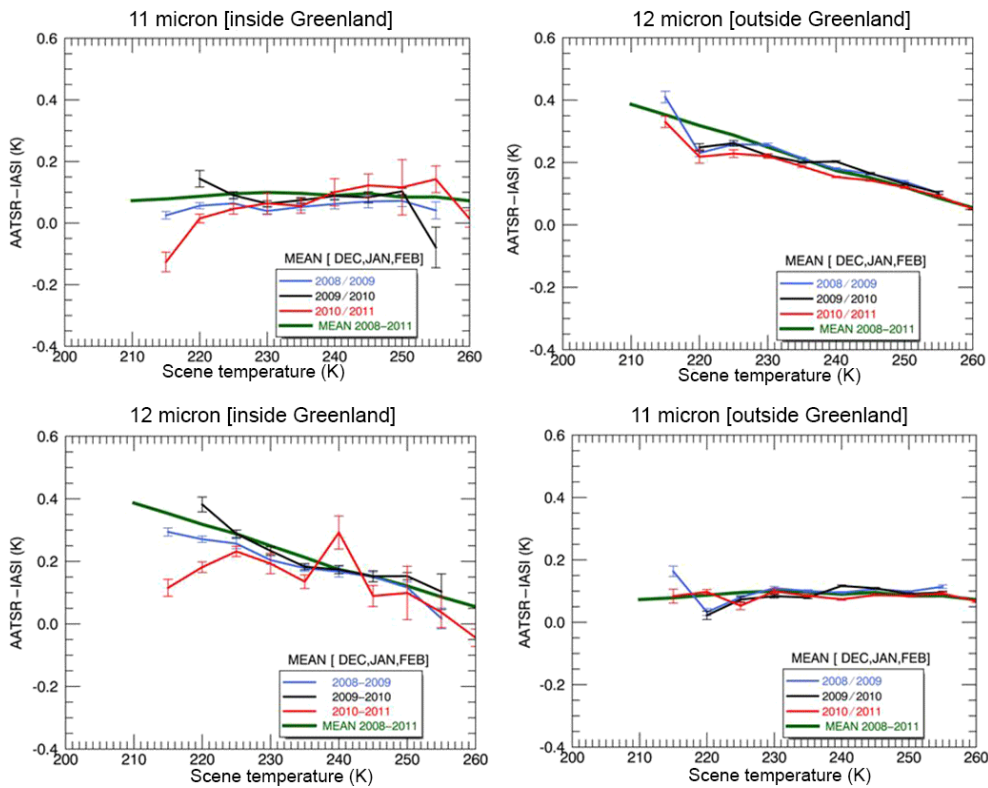 11 micron [inside Greenland]
0.6
0.4
0.2
0.0
-0.2
-0.4
AATSR-IASI (K)
MEAN [ DEC,JAN,FEB]
2008/2009
2009/2010
2010/2011
MEAN 2008-2011
200 210 220 230 240 250 260
Scene temperature (K)
12 micron [outside Greenland]
0.6
0.4
0.2
0.0
-0.2
-0.4
AATSR-IASI (K)
MEAN [ DEC,JAN,FEB]
2008/2009
2009/2010
2010/2011
MEAN 2008-2011
200 210 220 230 240 250 260
Scene temperature (K)
12 micron [inside Greenland]
0.6
0.4
0.2
0.0
-0.2
-0.4
AATSR-IASI (K)
MEAN [ DEC,JAN,FEB]
2008-2009
2009-2010
2010-2011
MEAN 2008-2011
200 210 220 230 240 250 260
Scene temperature (K)
11 micron [outside Greenland]
0.6
0.4
0.2
0.0
-0.2
-0.4
AATSR-IASI (K)
MEAN [ DEC,JAN,FEB]
2008/2009
2009/2010
2010/2011
MEAN 2008-2011
200 210 220 230 240 250 260
Scene temperature (K)